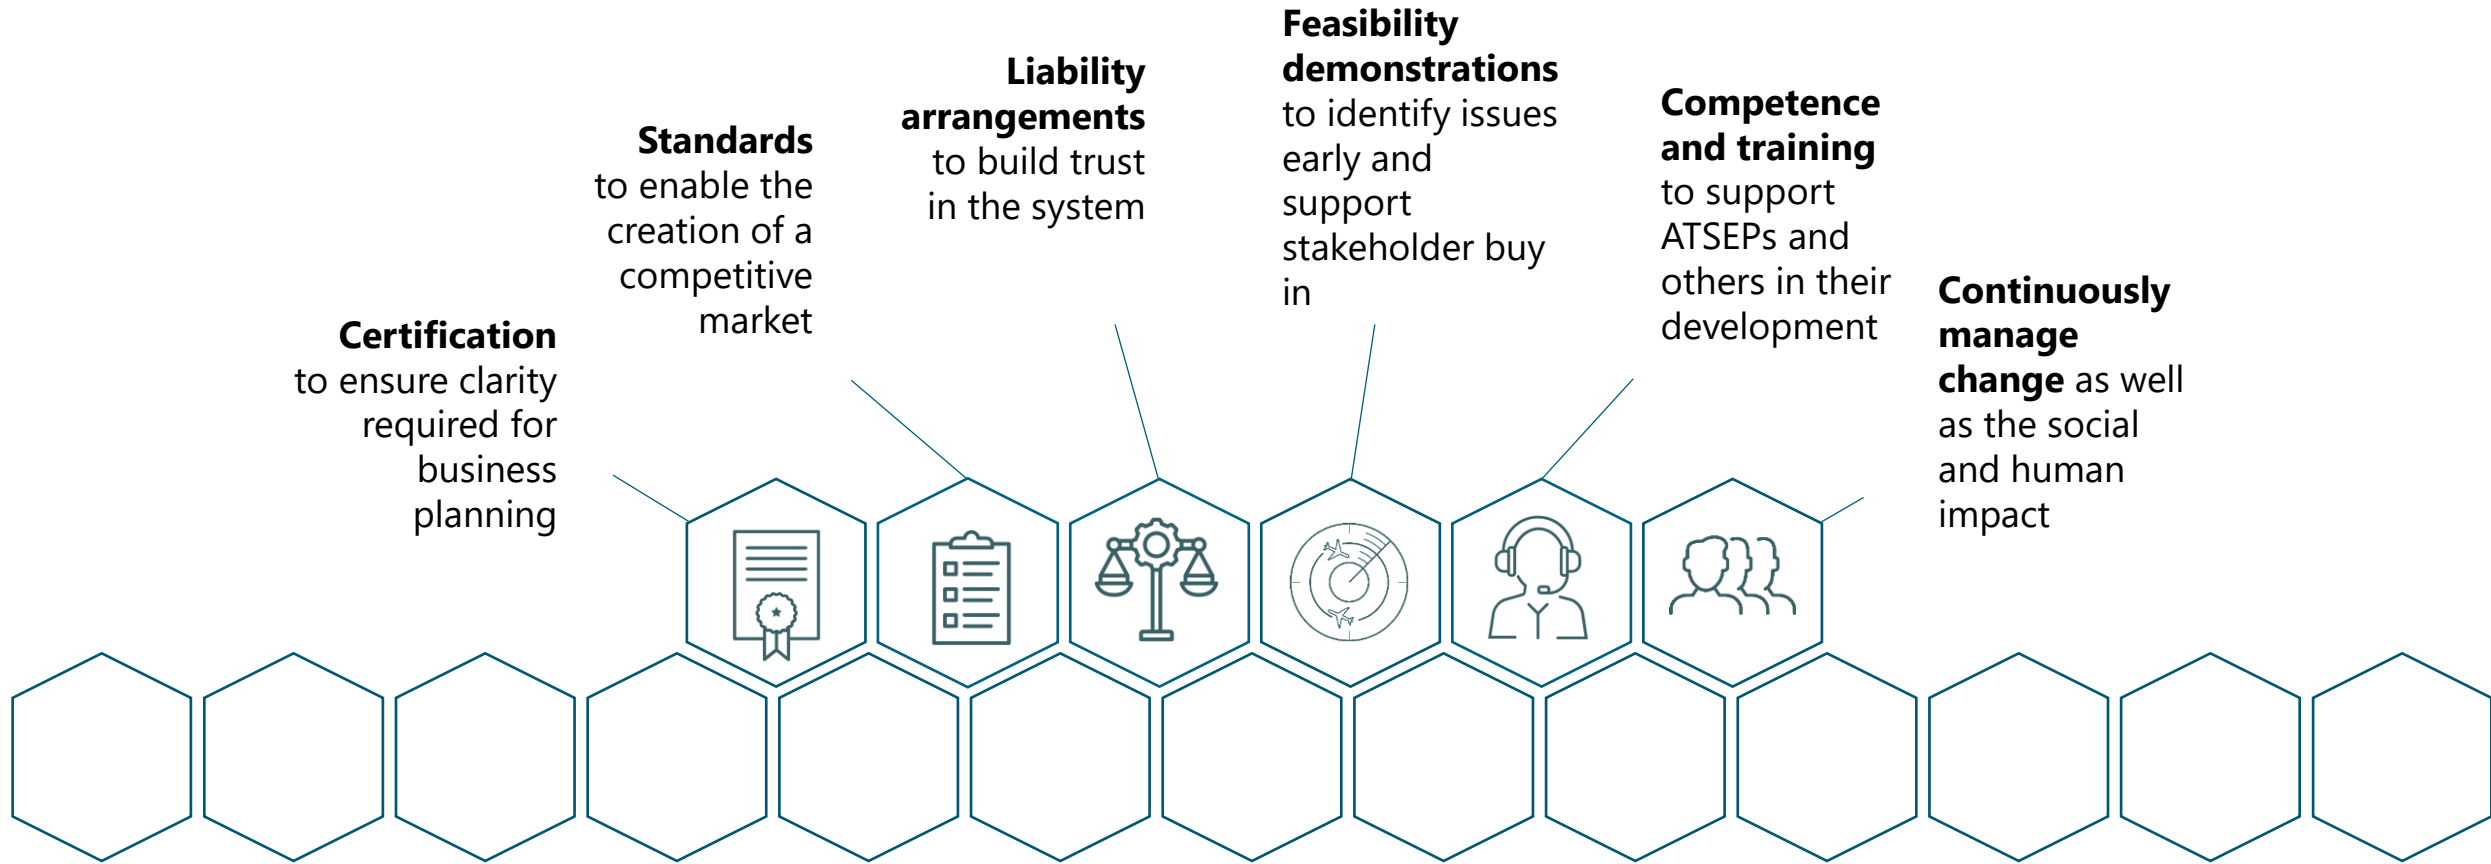 Certification
to ensure clarity
required for
business
planning
Standards
to enable the
creation of a
competitive
market
Liability
arrangements
to build trust
in the system
Feasibility
demonstrations
to identify issues
early and
support
stakeholder buy
in
Competence
and training
to support
ATSEPs and
others in their
development
Continuously
manage
change as well
as the social
and human
impact